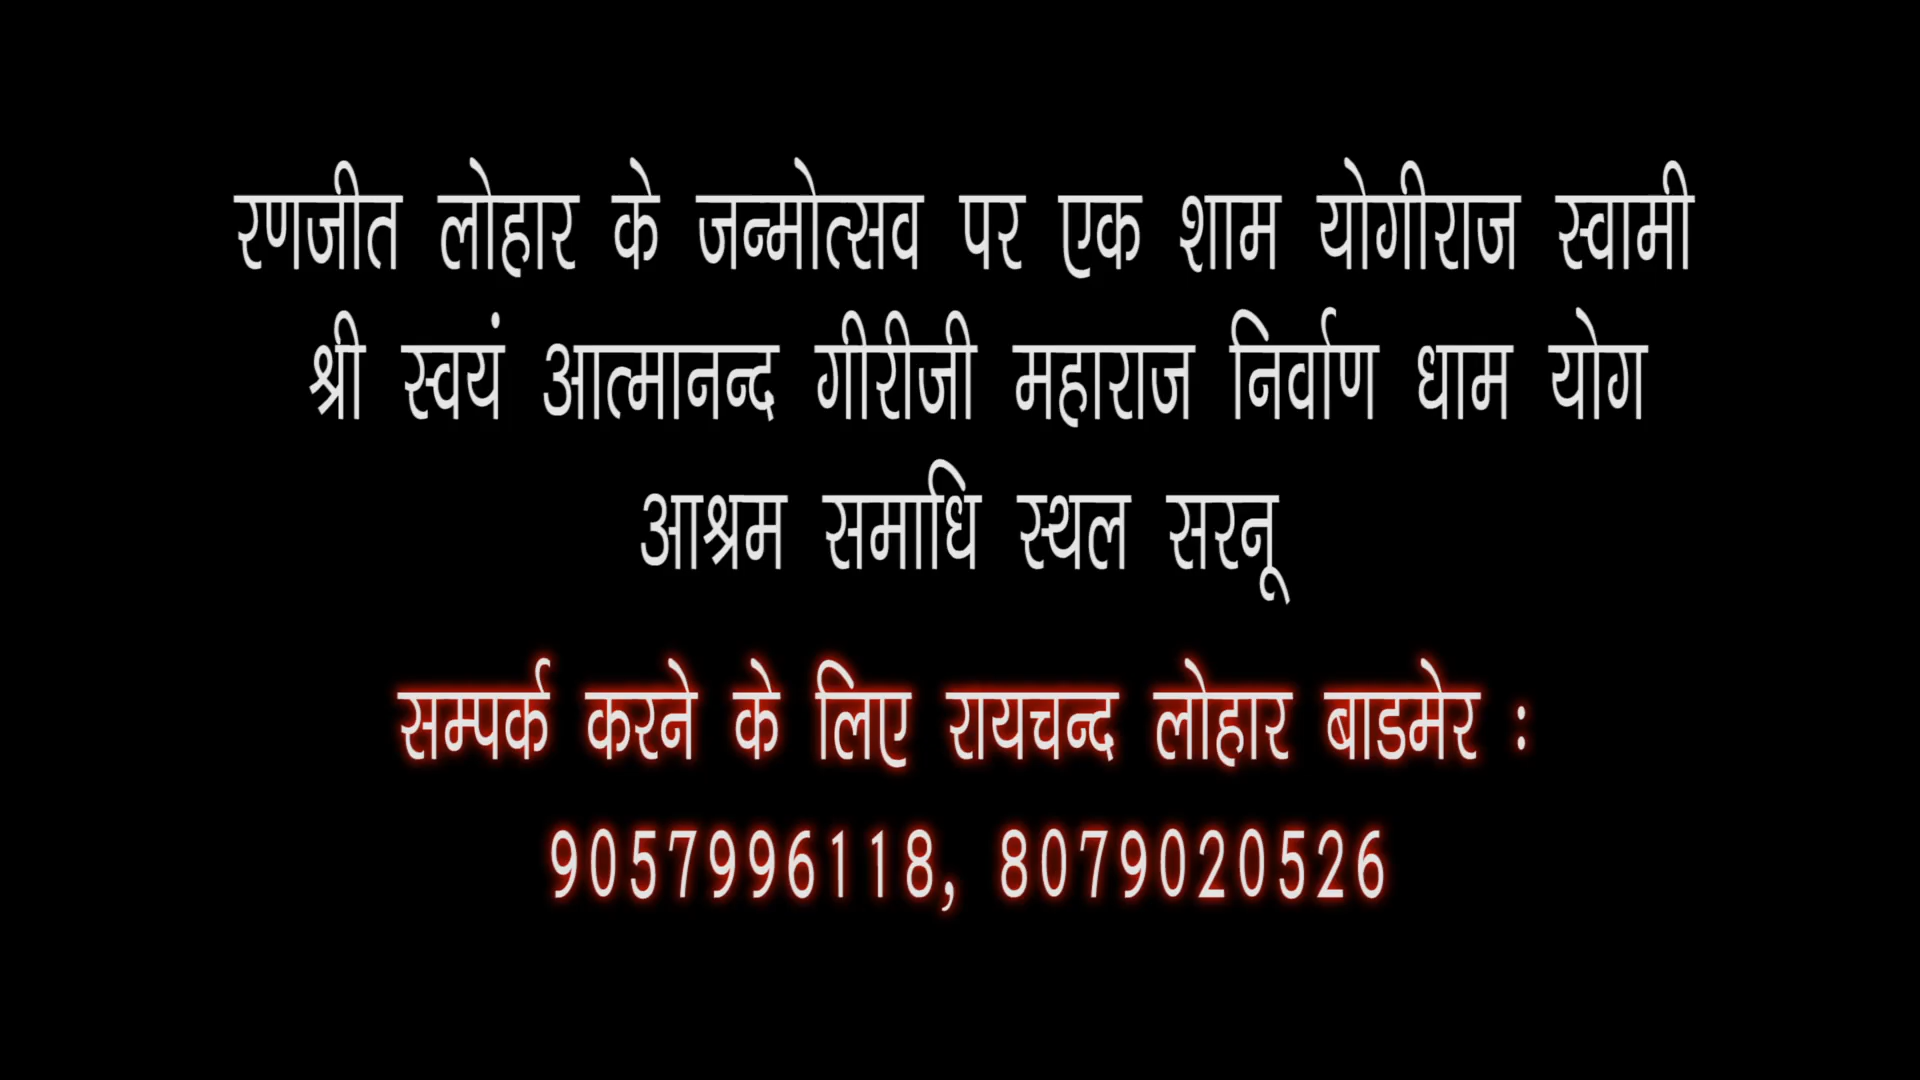 रणजीत लोहार के जन्मोत्सव पर एक शाम योगीराज स्वामी
श्री स्वयं आत्मानन्द गीरीजी महाराज निर्वाण धाम योग
आश्रम समाधि स्थल सरनू
सम्पर्क करने के लिए रायचन्द लोहार बाडमेर :
9057996118, 8079020526